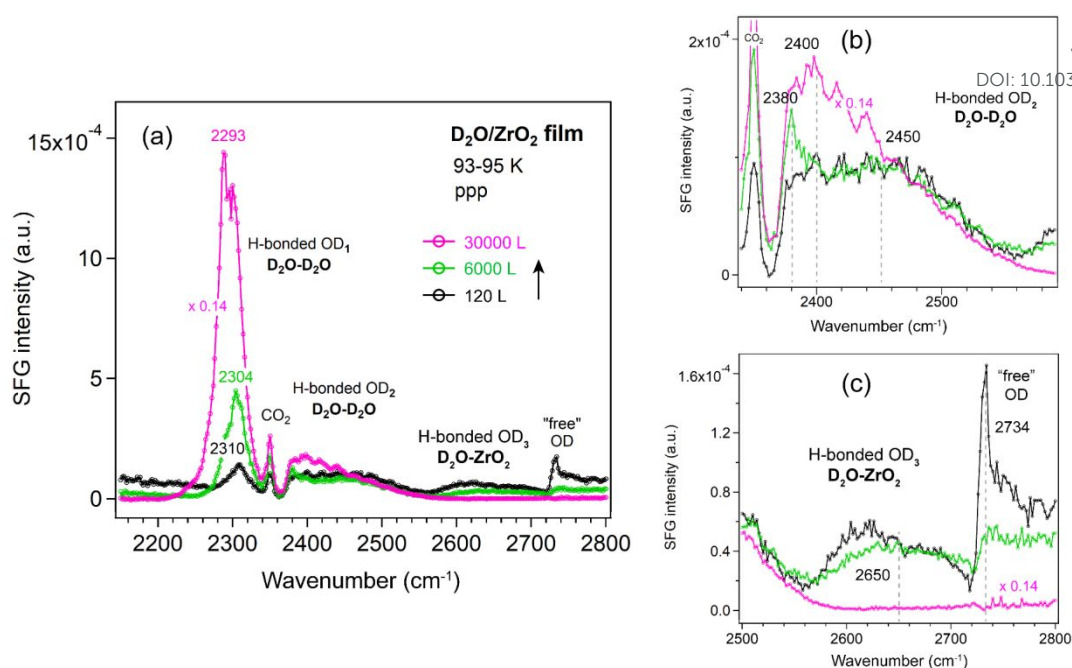 (a)
D₂O/ZrO₂ film
93-95 K
ppp
2293
H-bonded OD₁
D₂O-D₂O
30000 L
6000 L
120 L
x 0.14
2304
2310
CO₂
H-bonded OD₂
D₂O-D₂O
H-bonded OD₃
D₂O-ZrO₂
"free"
OD
15x10⁻⁴
10
5
0
SFG intensity (a.u.)
2200 2300 2400 2500 2600 2700 2800
Wavenumber (cm⁻¹)
(b)
CO₂
2400
2380
x 0.14
2450
H-bonded OD₂
D₂O-D₂O
DOI: 10.103
2x10⁻⁴
1
0
SFG intensity (a.u.)
2400 2500
Wavenumber (cm⁻¹)
(c)
"free"
OD
2734
H-bonded OD₃
D₂O-ZrO₂
2650
x 0.14
1.6x10⁻⁴
1.2
0.8
0.4
0.0
SFG intensity (a.u.)
2500 2600 2700 2800
Wavenumber (cm⁻¹)